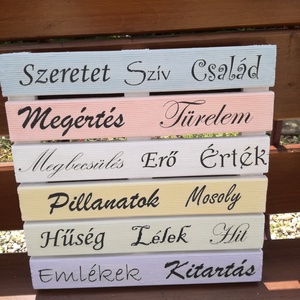 Szeretet Szív Család
Megértés Türelem
Megbecsülés Erő Érték
Pillanatok Mosoly
Hűség Lélek Hit
Emlékek Kitartás